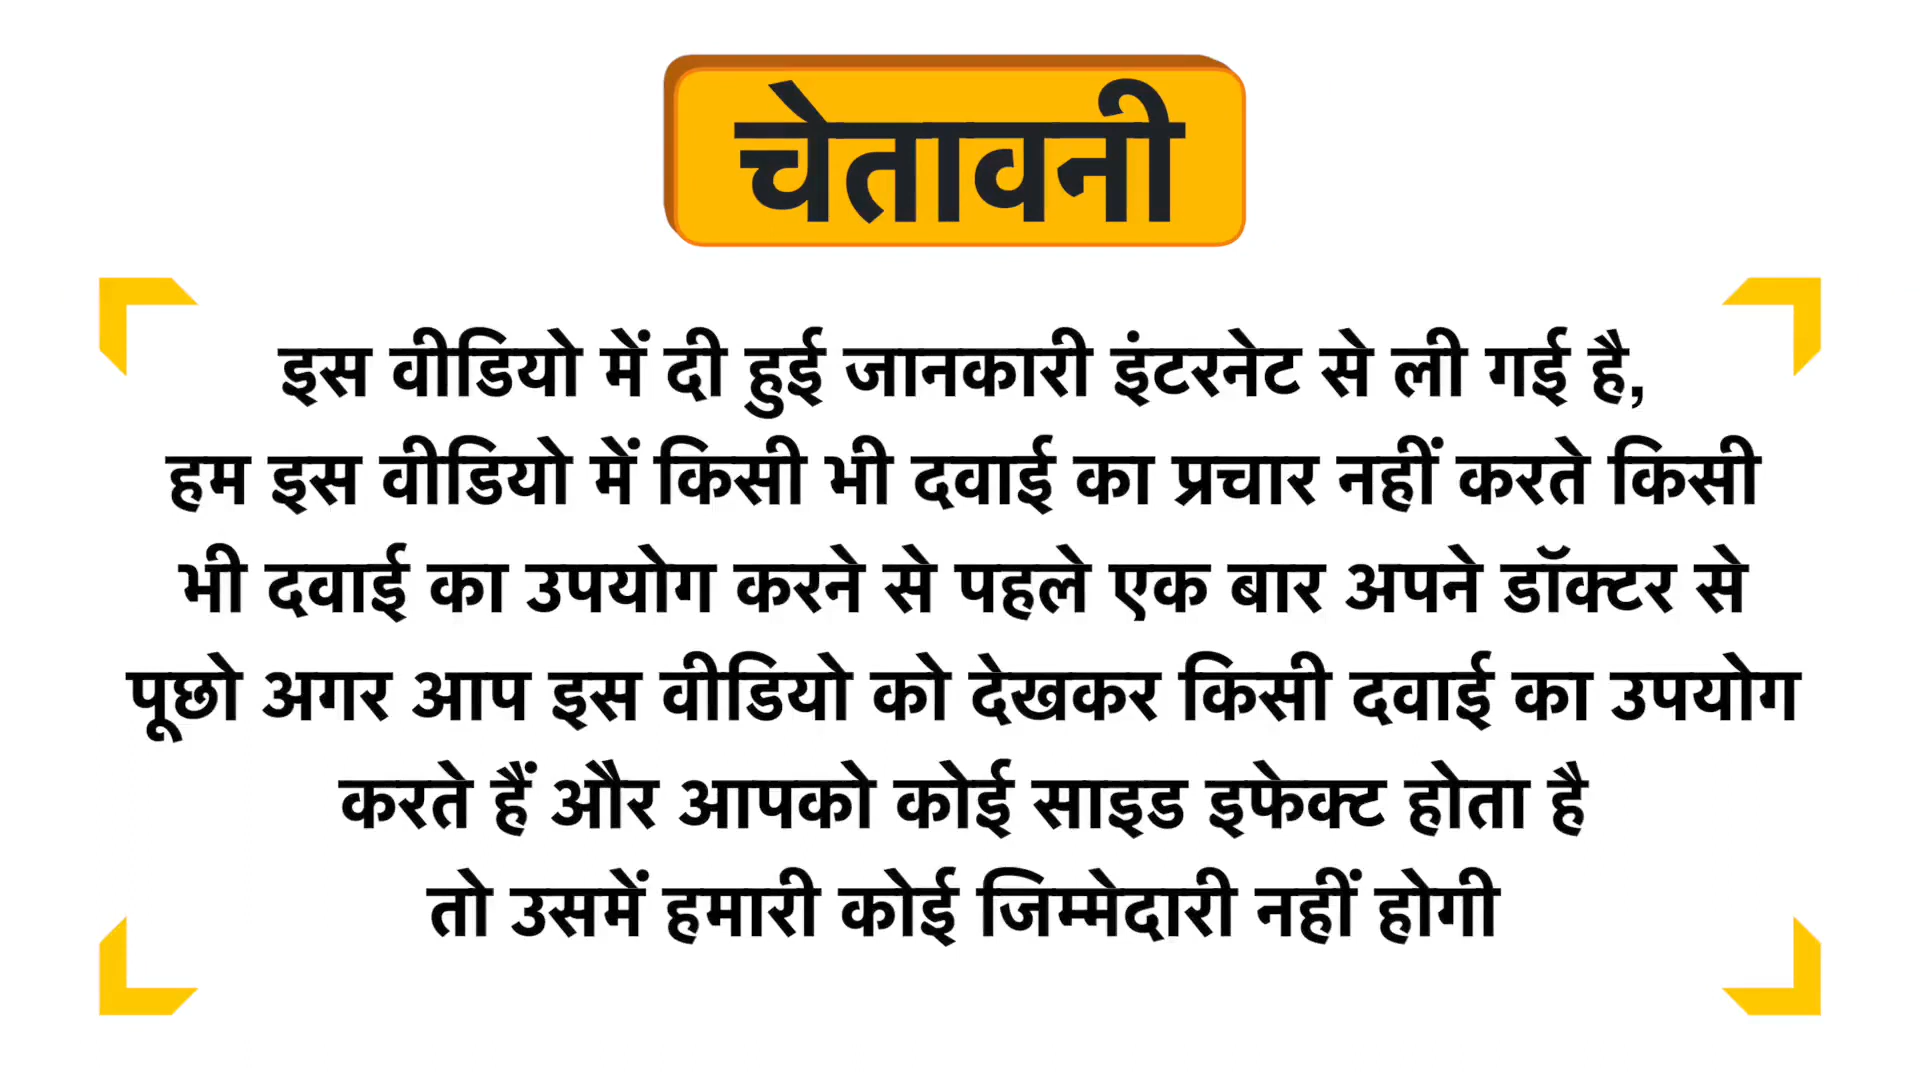 चेतावनी
इस वीडियो में दी हुई जानकारी इंटरनेट से ली गई है,
हम इस वीडियो में किसी भी दवाई का प्रचार नहीं करते किसी
भी दवाई का उपयोग करने से पहले एक बार अपने डॉक्टर से
पूछो अगर आप इस वीडियो को देखकर किसी दवाई का उपयोग
करते हैं और आपको कोई साइड इफेक्ट होता है
तो उसमें हमारी कोई जिम्मेदारी नहीं होगी